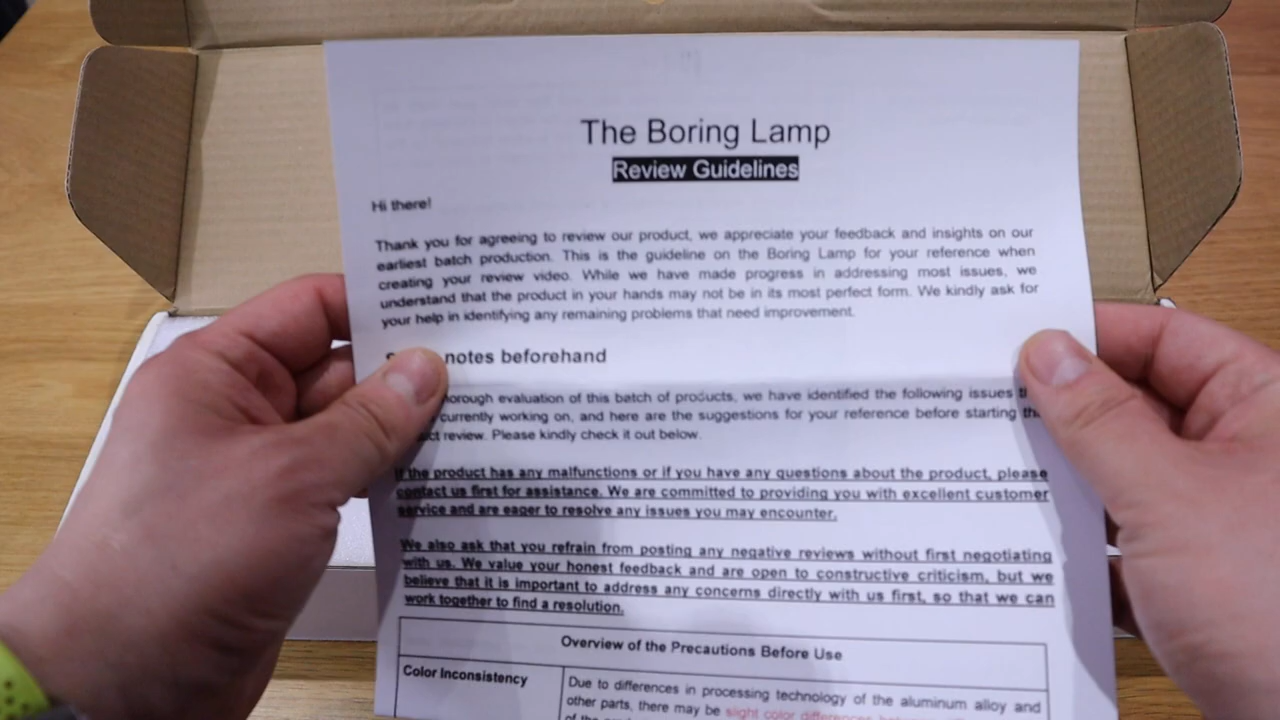 The Boring Lamp
Review Guidelines
Hi there!
Thank you for agreeing to review our product, we appreciate your feedback and insights on our
earliest batch production. This is the guideline on the Boring Lamp for your reference when
creating your review video. While we have made progress in addressing most issues, we
understand that the product in your hands may not be in its most perfect form. We kindly ask for
your help in identifying any remaining problems that need improvement.
notes beforehand
evaluation of this batch of products, we have identified the following issues
currently working on, and here are the suggestions for your reference before starting
review. Please kindly check it out below.
If the product has any malfunctions or if you have any questions about the product, please
contact us first for assistance. We are committed to providing you with excellent customer
service and are eager to resolve any issues you may encounter.
We also ask that you refrain from posting any negative reviews without first negotiating
with us. We value your honest feedback and are open to constructive criticism, but we
believe that it is important to address any concerns directly with us first, so that we can
work together to find a resolution.
Overview of the Precautions Before Use
Color Inconsistency
Due to differences in processing technology of the aluminum alloy and
other parts, there may be slight color differences